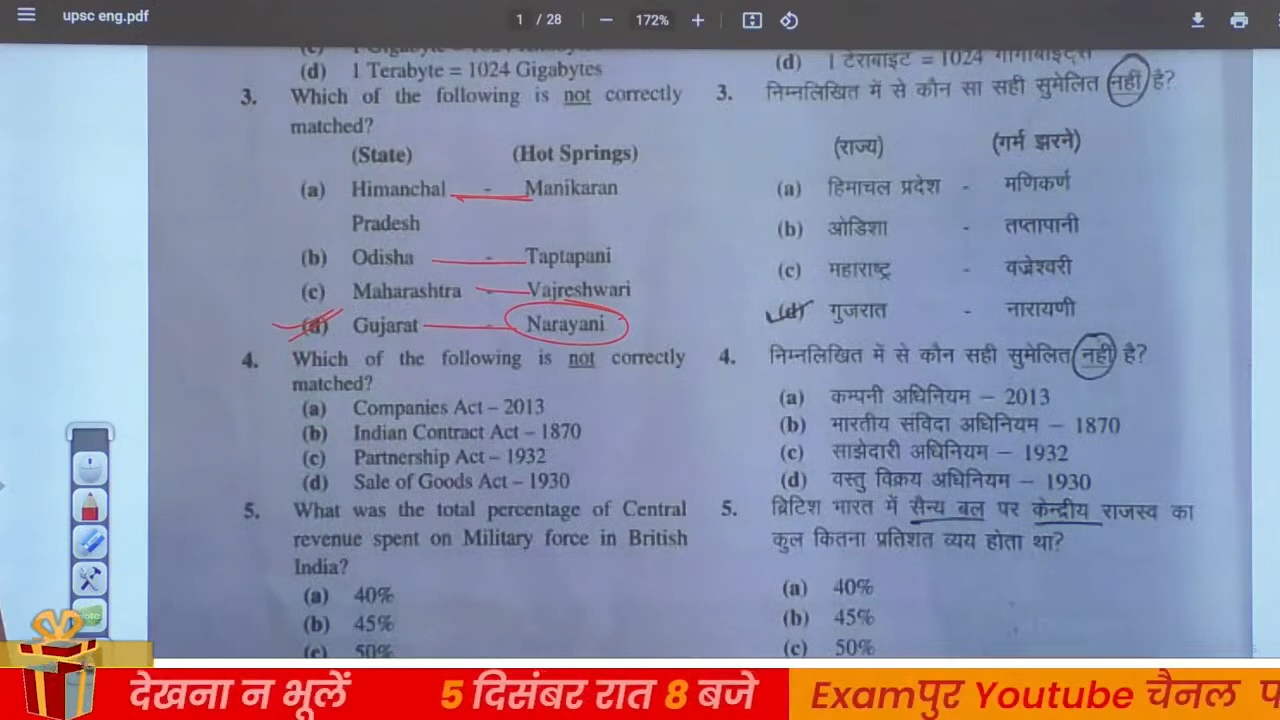 upsc eng.pdf
1 / 28
172%
(d) 1 Terabyte = 1024 Gigabytes
3. Which of the following is not correctly
matched?
(State) (Hot Springs)
(a) Himanchal - Manikaran
Pradesh
(b) Odisha - Taptapani
(c) Maharashtra - Vajreshwari
(d) Gujarat - Narayani
4. Which of the following is not correctly
matched?
(a) Companies Act – 2013
(b) Indian Contract Act – 1870
(c) Partnership Act – 1932
(d) Sale of Goods Act – 1930
5. What was the total percentage of Central
revenue spent on Military force in British
India?
(a) 40%
(b) 45%
(c) 50%
(d) 1 टेराबाइट = 1024 गीगाबाइट्स
3. निम्नलिखित में से कौन सा सही सुमेलित नहीं है?
(राज्य) (गर्म झरने)
(a) हिमाचल प्रदेश - मणिकर्ण
(b) ओडिशा - तप्तापानी
(c) महाराष्ट्र - वज्रेश्वरी
(d) गुजरात - नारायणी
4. निम्नलिखित में से कौन सही सुमेलित नहीं है?
(a) कम्पनी अधिनियम – 2013
(b) भारतीय संविदा अधिनियम – 1870
(c) साझेदारी अधिनियम – 1932
(d) वस्तु विक्रय अधिनियम – 1930
5. ब्रिटिश भारत में सैन्य बल पर केन्द्रीय राजस्व का
कुल कितना प्रतिशत व्यय होता था?
(a) 40%
(b) 45%
(c) 50%
देखना न भूलें 5 दिसंबर रात 8 बजे Examपुर Youtube चैनल